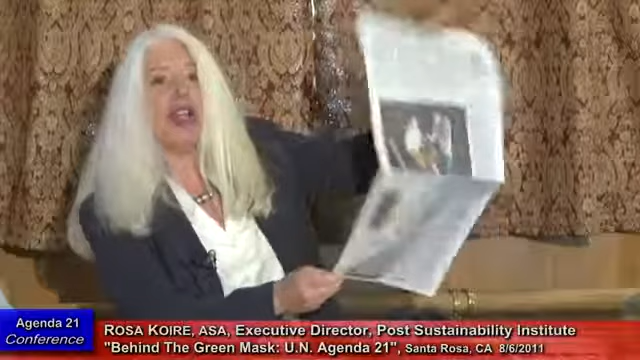 Agenda 21
Conference
ROSA KOIRE, ASA, Executive Director, Post Sustainability Institute
"Behind The Green Mask: U.N. Agenda 21", Santa Rosa, CA 8/6/2011